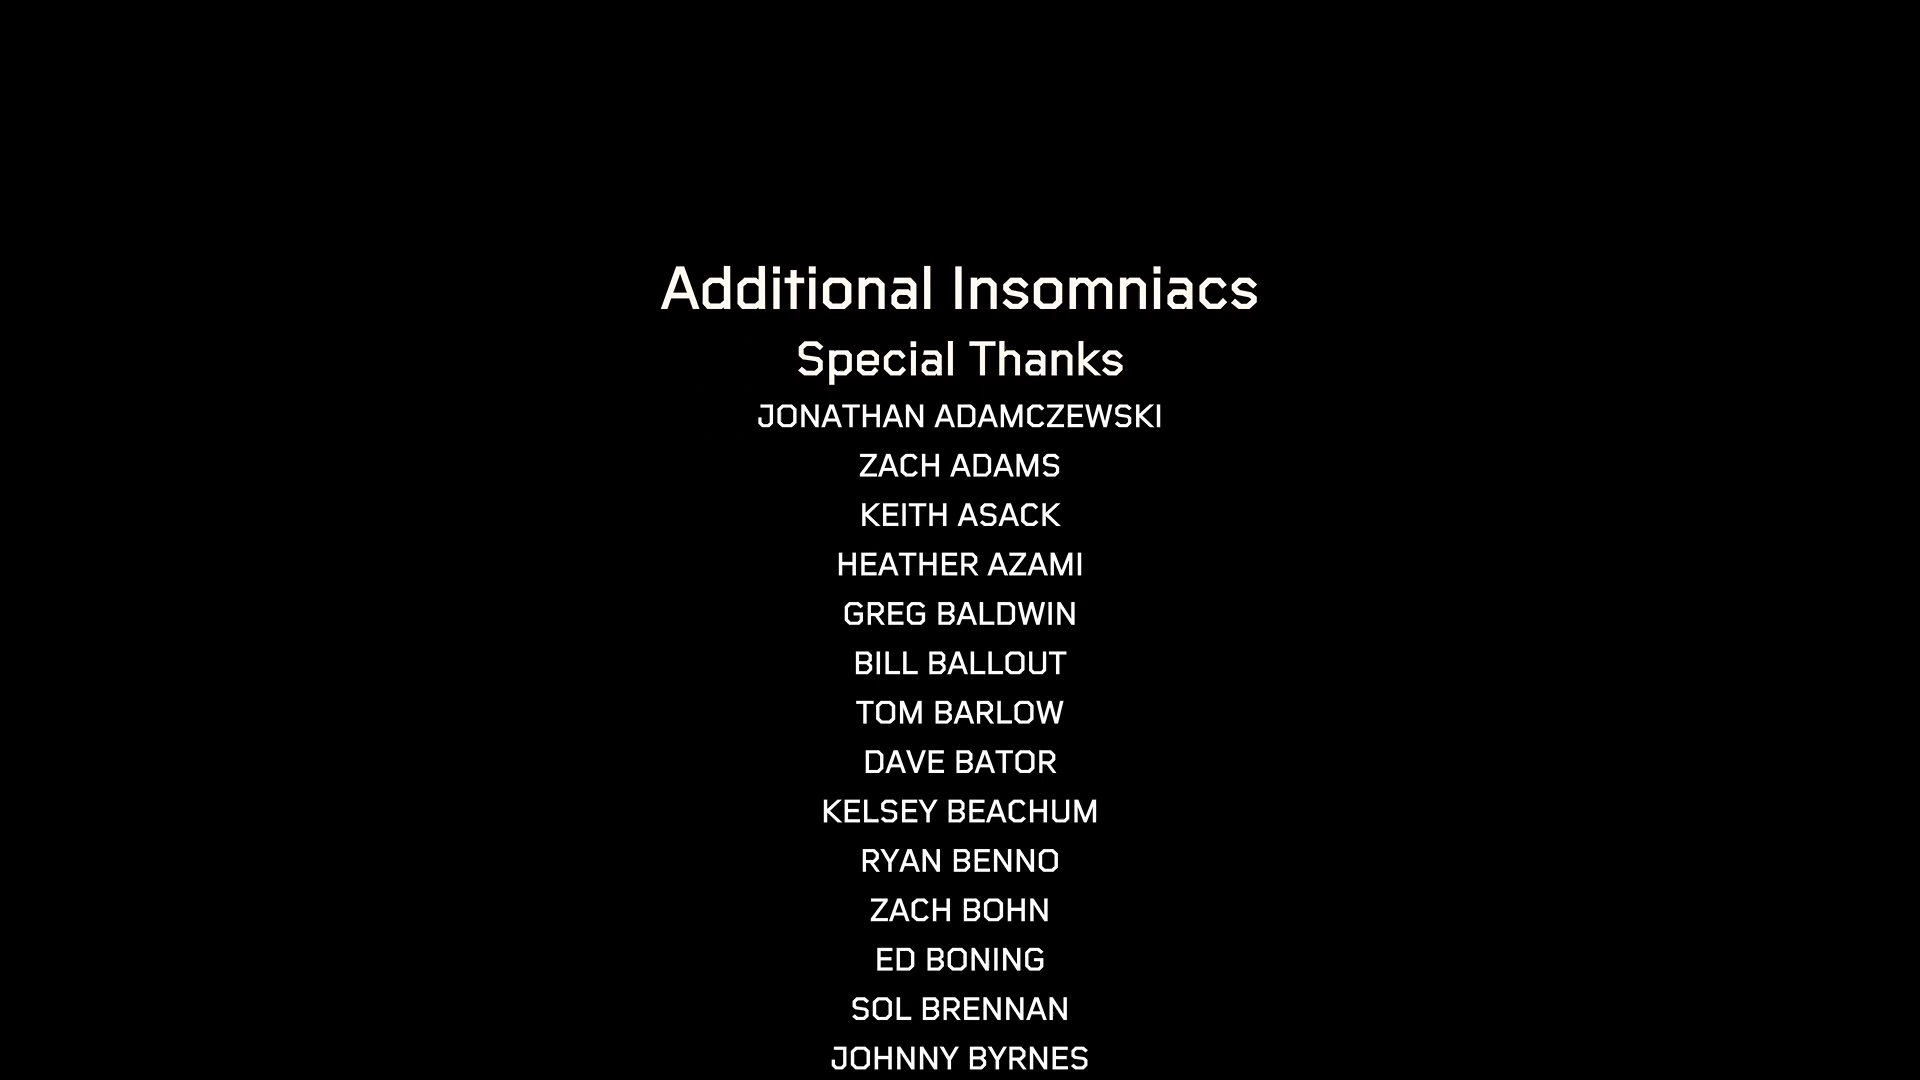 Additional Insomniacs
Special Thanks
JONATHAN ADAMCZEWSKI
ZACH ADAMS
KEITH ASACK
HEATHER AZAMI
GREG BALDWIN
BILL BALLOUT
TOM BARLOW
DAVE BATOR
KELSEY BEACHUM
RYAN BENNO
ZACH BOHN
ED BONING
SOL BRENNAN
JOHNNY BYRNES